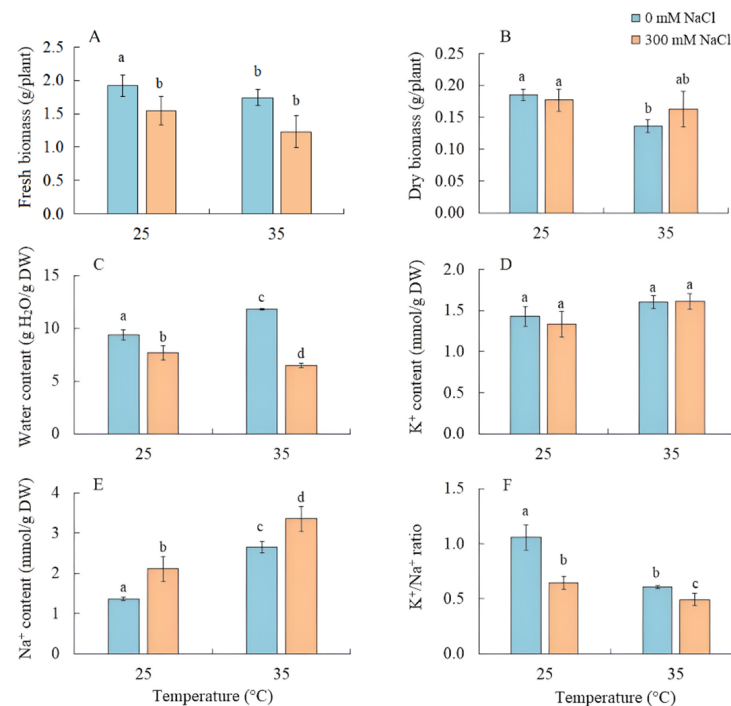 0 mM NaCl
300 mM NaCl
A
Fresh biomass (g/plant)
2.5
2.0
1.5
1.0
0.5
0.0
a
b
b
b
25
35
B
Dry biomass (g/plant)
0.25
0.20
0.15
0.10
0.05
0.00
a
a
b
ab
25
35
C
Water content (g H₂O/g DW)
15
10
5
0
a
b
c
d
25
35
D
K⁺ content (mmol/g DW)
2.0
1.5
1.0
0.5
0.0
a
a
a
a
25
35
E
Na⁺ content (mmol/g DW)
4
3
2
1
0
a
b
c
d
25
35
Temperature (°C)
F
K⁺/Na⁺ ratio
1.5
1.0
0.5
0.0
a
b
b
c
25
35
Temperature (°C)